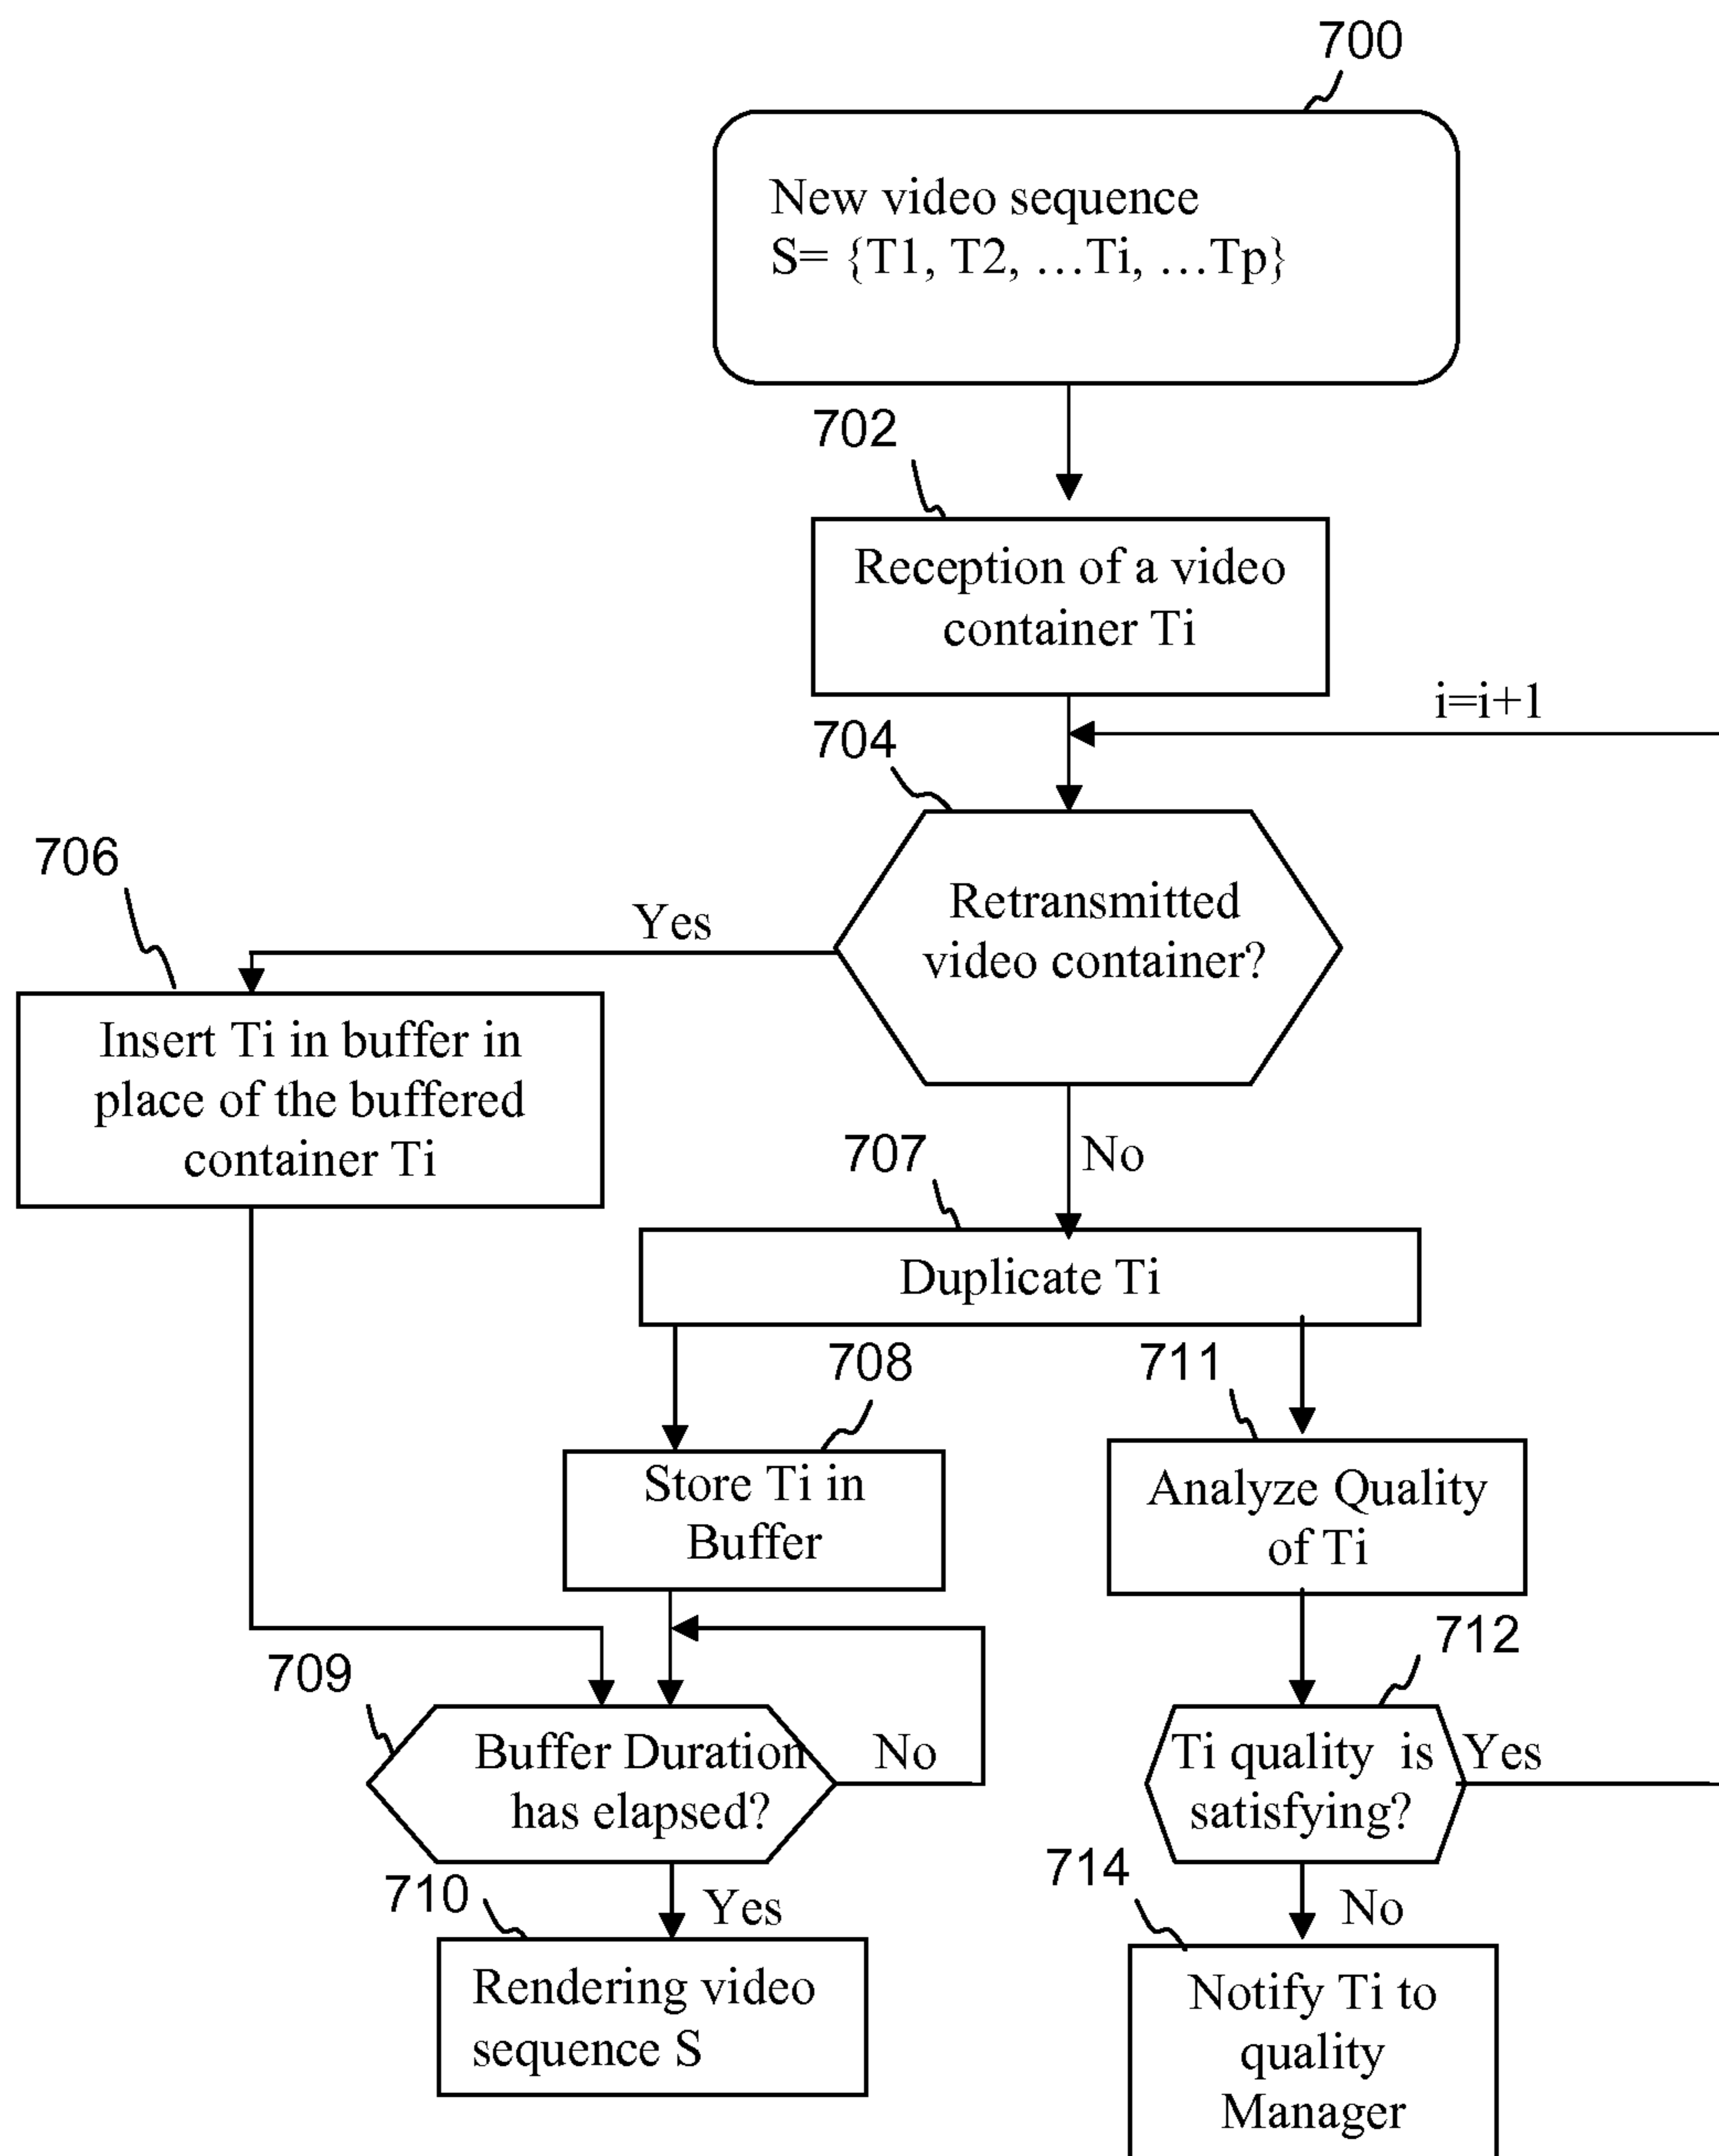 700
New video sequence
S= {T1, T2, …Ti, …Tp}
702
Reception of a video
container Ti
i=i+1
704
Retransmitted
video container?
Yes
706
Insert Ti in buffer in
place of the buffered
container Ti
No
707
Duplicate Ti
708
Store Ti in
Buffer
711
Analyze Quality
of Ti
709
Buffer Duration
has elapsed?
No
712
Ti quality is
satisfying?
Yes
710
Yes
Rendering video
sequence S
714
No
Notify Ti to
quality
Manager